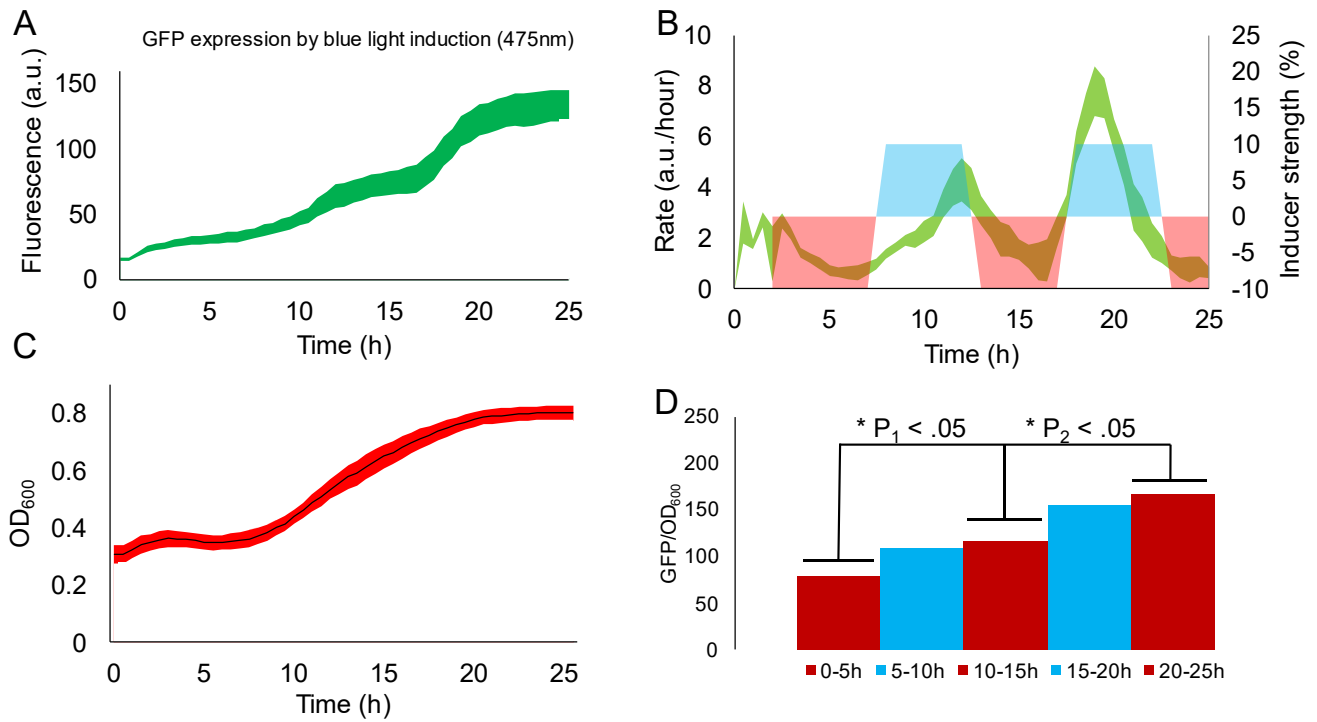 A
GFP expression by blue light induction (475nm)
Fluorescence (a.u.)
150
100
50
0
0 5 10 15 20 25
Time (h)
B
Rate (a.u./hour)
10
8
6
4
2
0
25
20
15
10
5
0
-5
-10
Inducer strength (%)
0 5 10 15 20 25
Time (h)
C
OD600
0.8
0.6
0.4
0.2
0
0 5 10 15 20 25
Time (h)
D
GFP/OD600
250
200
150
100
50
0
* P1 < .05 * P2 < .05
0-5h 5-10h 10-15h 15-20h 20-25h